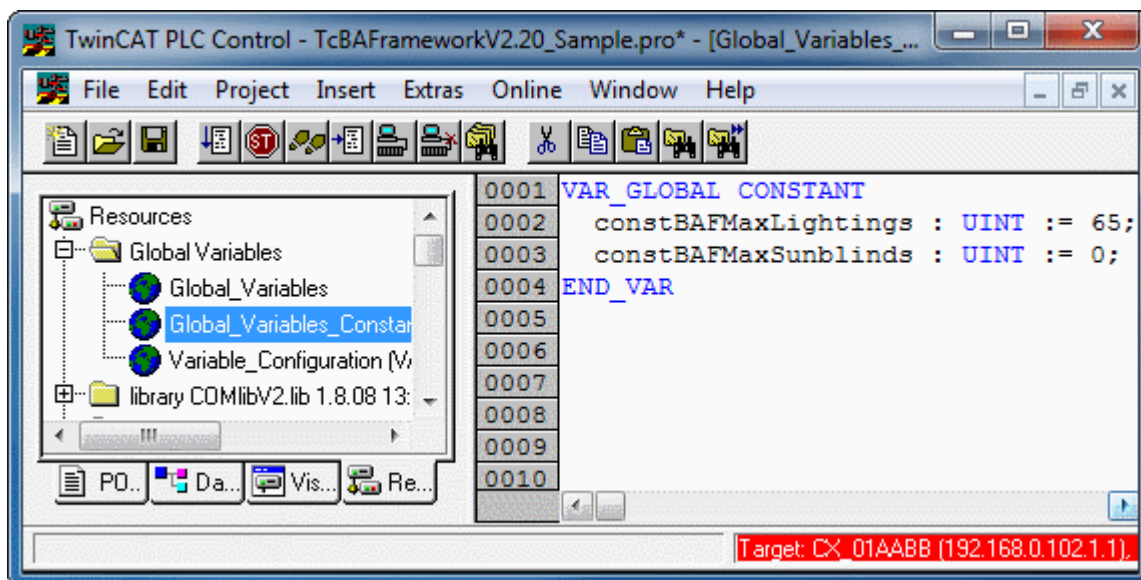 TwinCAT PLC Control - TcBAFrameworkV2.20_Sample.pro* - [Global_Variables_...
File Edit Project Insert Extras Online Window Help
ST
Resources
Global Variables
Global_Variables
Global_Variables_Constar
Variable_Configuration (VA
library COMlibV2.lib 1.8.08 13:
PO.. Da... Vis... Re...
0001 VAR_GLOBAL CONSTANT
0002 constBAFMaxLightings : UINT := 65;
0003 constBAFMaxSunblinds : UINT := 0;
0004 END_VAR
0005
0006
0007
0008
0009
0010
Target: CX_01AABB (192.168.0.102.1.1),